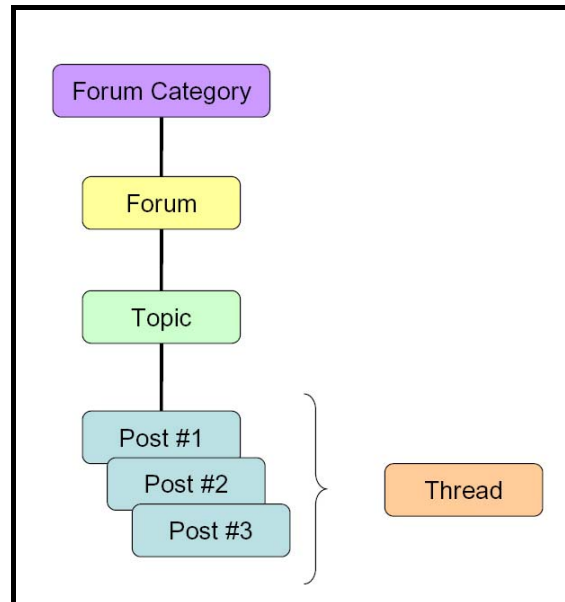 Forum Category
Forum
Topic
Post #1
Post #2
Post #3
Thread